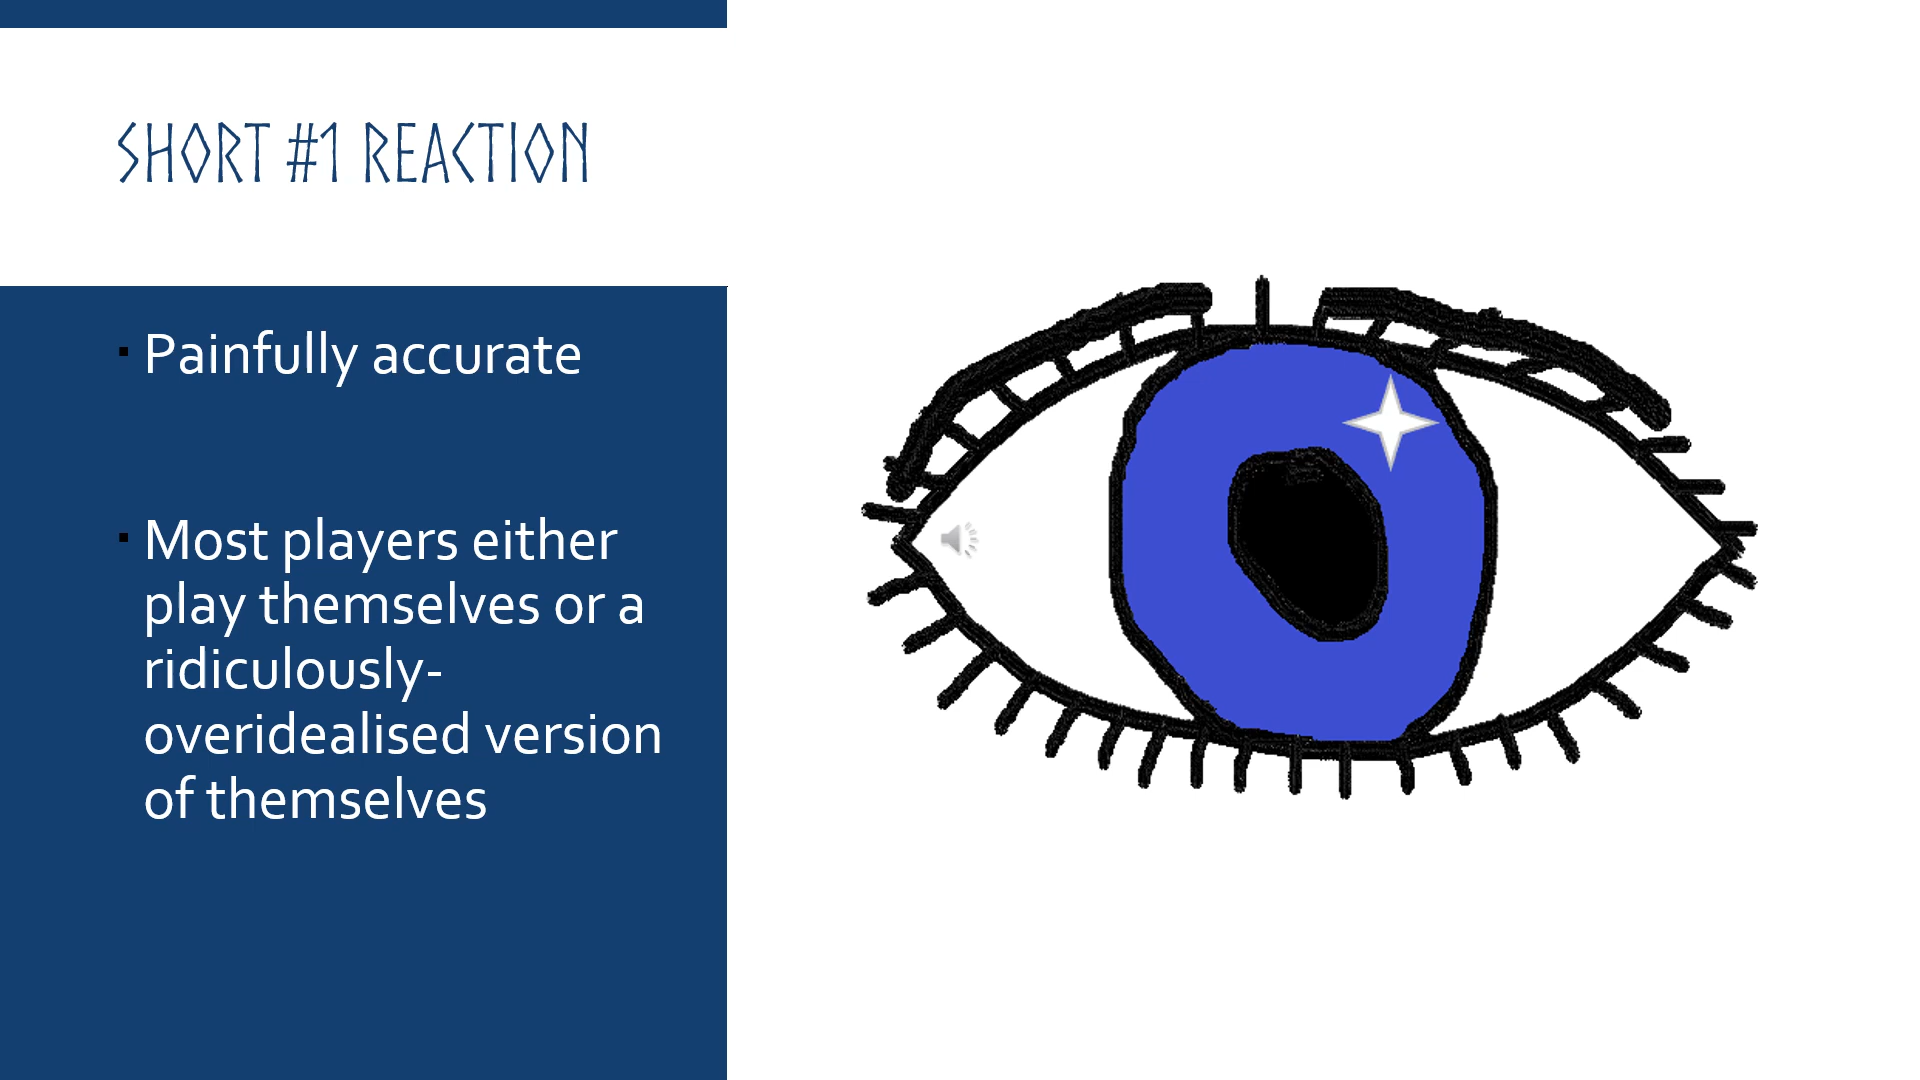 SHORT #1 REACTION
▪ Painfully accurate
▪ Most players either
play themselves or a
ridiculously-
overidealised version
of themselves